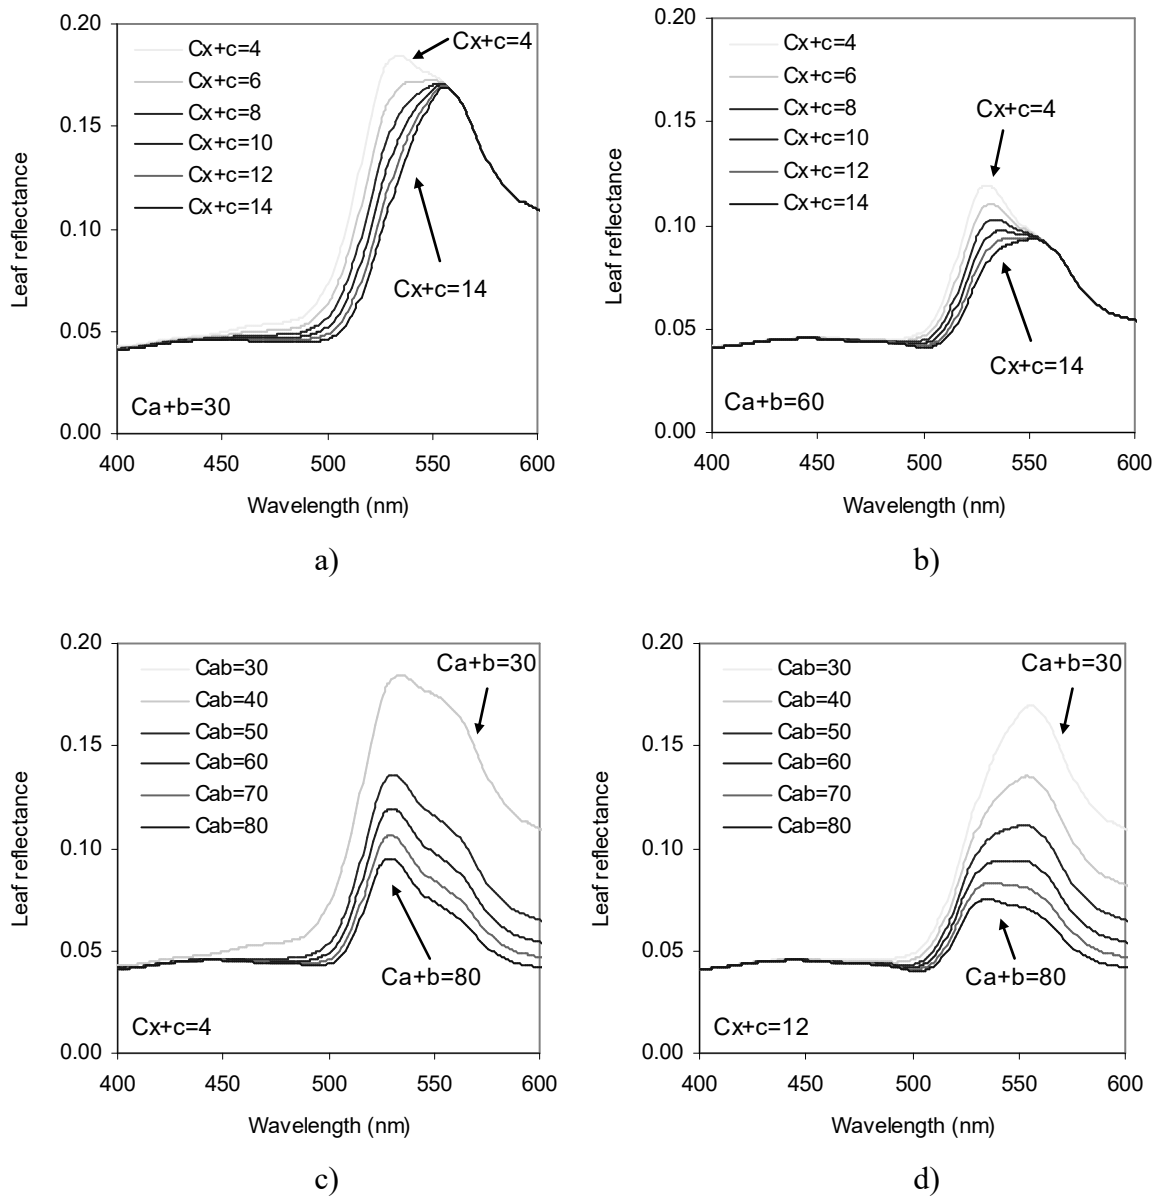 0.20
0.15
0.10
0.05
0.00
Leaf reflectance
Cx+c=4
Cx+c=6
Cx+c=8
Cx+c=10
Cx+c=12
Cx+c=14
Cx+c=4
Cx+c=14
Ca+b=30
400 450 500 550 600
Wavelength (nm)
a)
0.20
0.15
0.10
0.05
0.00
Leaf reflectance
Cx+c=4
Cx+c=6
Cx+c=8
Cx+c=10
Cx+c=12
Cx+c=14
Cx+c=4
Cx+c=14
Ca+b=60
400 450 500 550 600
Wavelength (nm)
b)
0.20
0.15
0.10
0.05
0.00
Leaf reflectance
Cab=30
Cab=40
Cab=50
Cab=60
Cab=70
Cab=80
Ca+b=30
Ca+b=80
Cx+c=4
400 450 500 550 600
Wavelength (nm)
c)
0.20
0.15
0.10
0.05
0.00
Leaf reflectance
Cab=30
Cab=40
Cab=50
Cab=60
Cab=70
Cab=80
Ca+b=30
Ca+b=80
Cx+c=12
400 450 500 550 600
Wavelength (nm)
d)